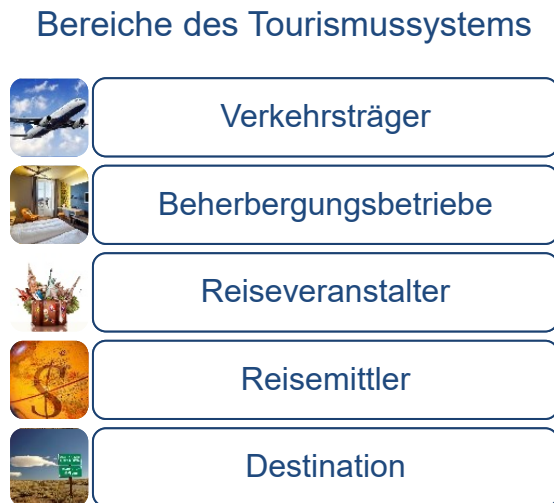 Bereiche des Tourismussystems
Verkehrsträger
Beherbergungsbetriebe
Reiseveranstalter
Reisemittler
Destination